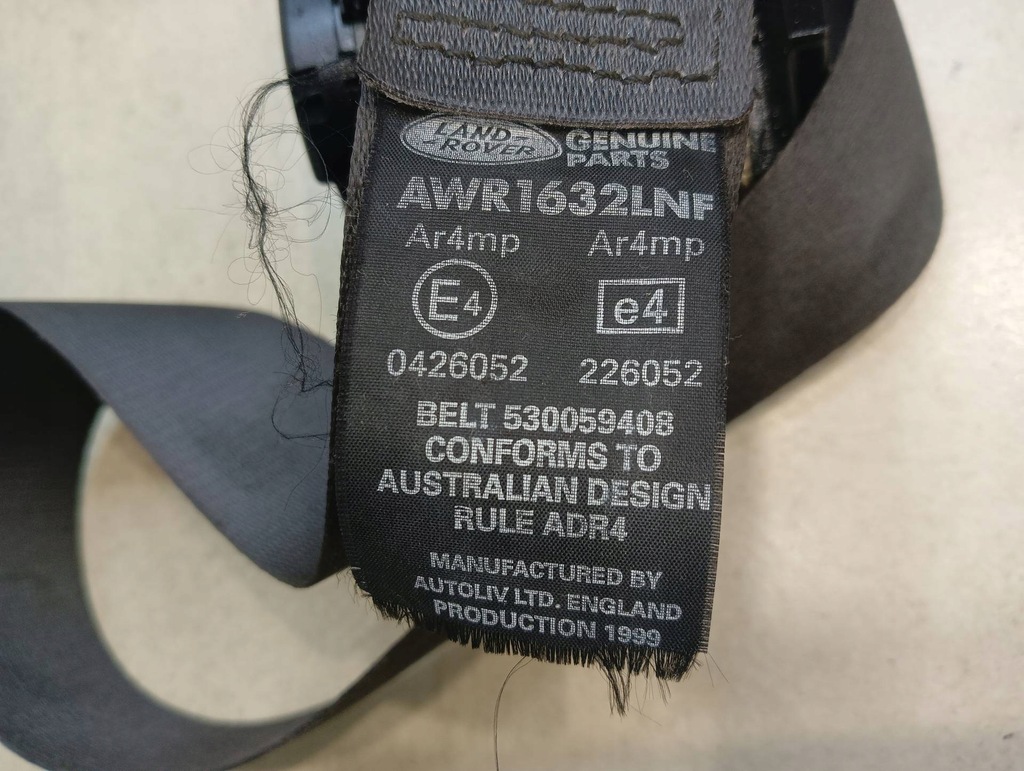 LAND ROVER GENUINE PARTS
AWR1632LNF
Ar4mp Ar4mp
E4 e4
0426052 226052
BELT 530059408
CONFORMS TO
AUSTRALIAN DESIGN
RULE ADR4
MANUFACTURED BY
AUTOLIV LTD. ENGLAND
PRODUCTION 1999